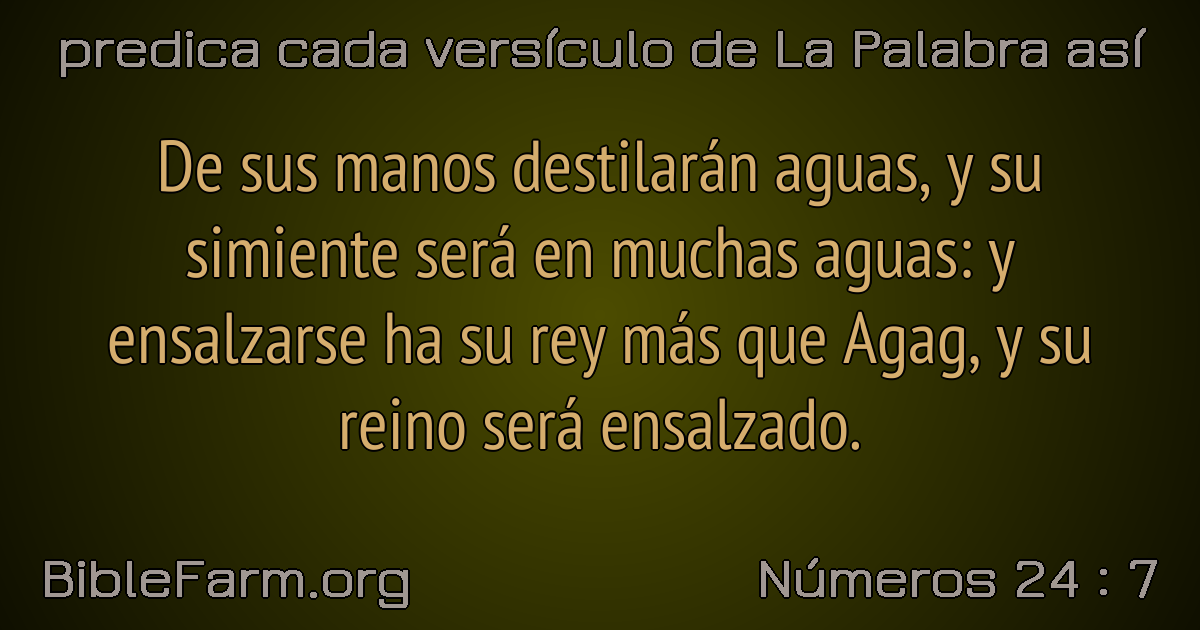 predica cada versículo de La Palabra así
De sus manos destilarán aguas, y su
simiente será en muchas aguas: y
ensalzarse ha su rey más que Agag, y su
reino será ensalzado.
BibleFarm.org
Números 24 : 7